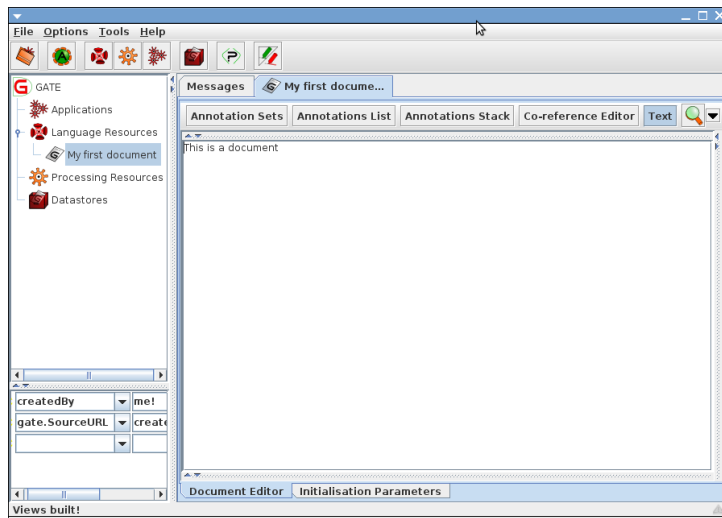 File Options Tools Help
GATE
Applications
Language Resources
My first document
Processing Resources
Datastores
createdBy me!
gate.SourceURL create
Messages My first docume...
Annotation Sets Annotations List Annotations Stack Co-reference Editor Text
This is a document
Document Editor Initialisation Parameters
Views built!